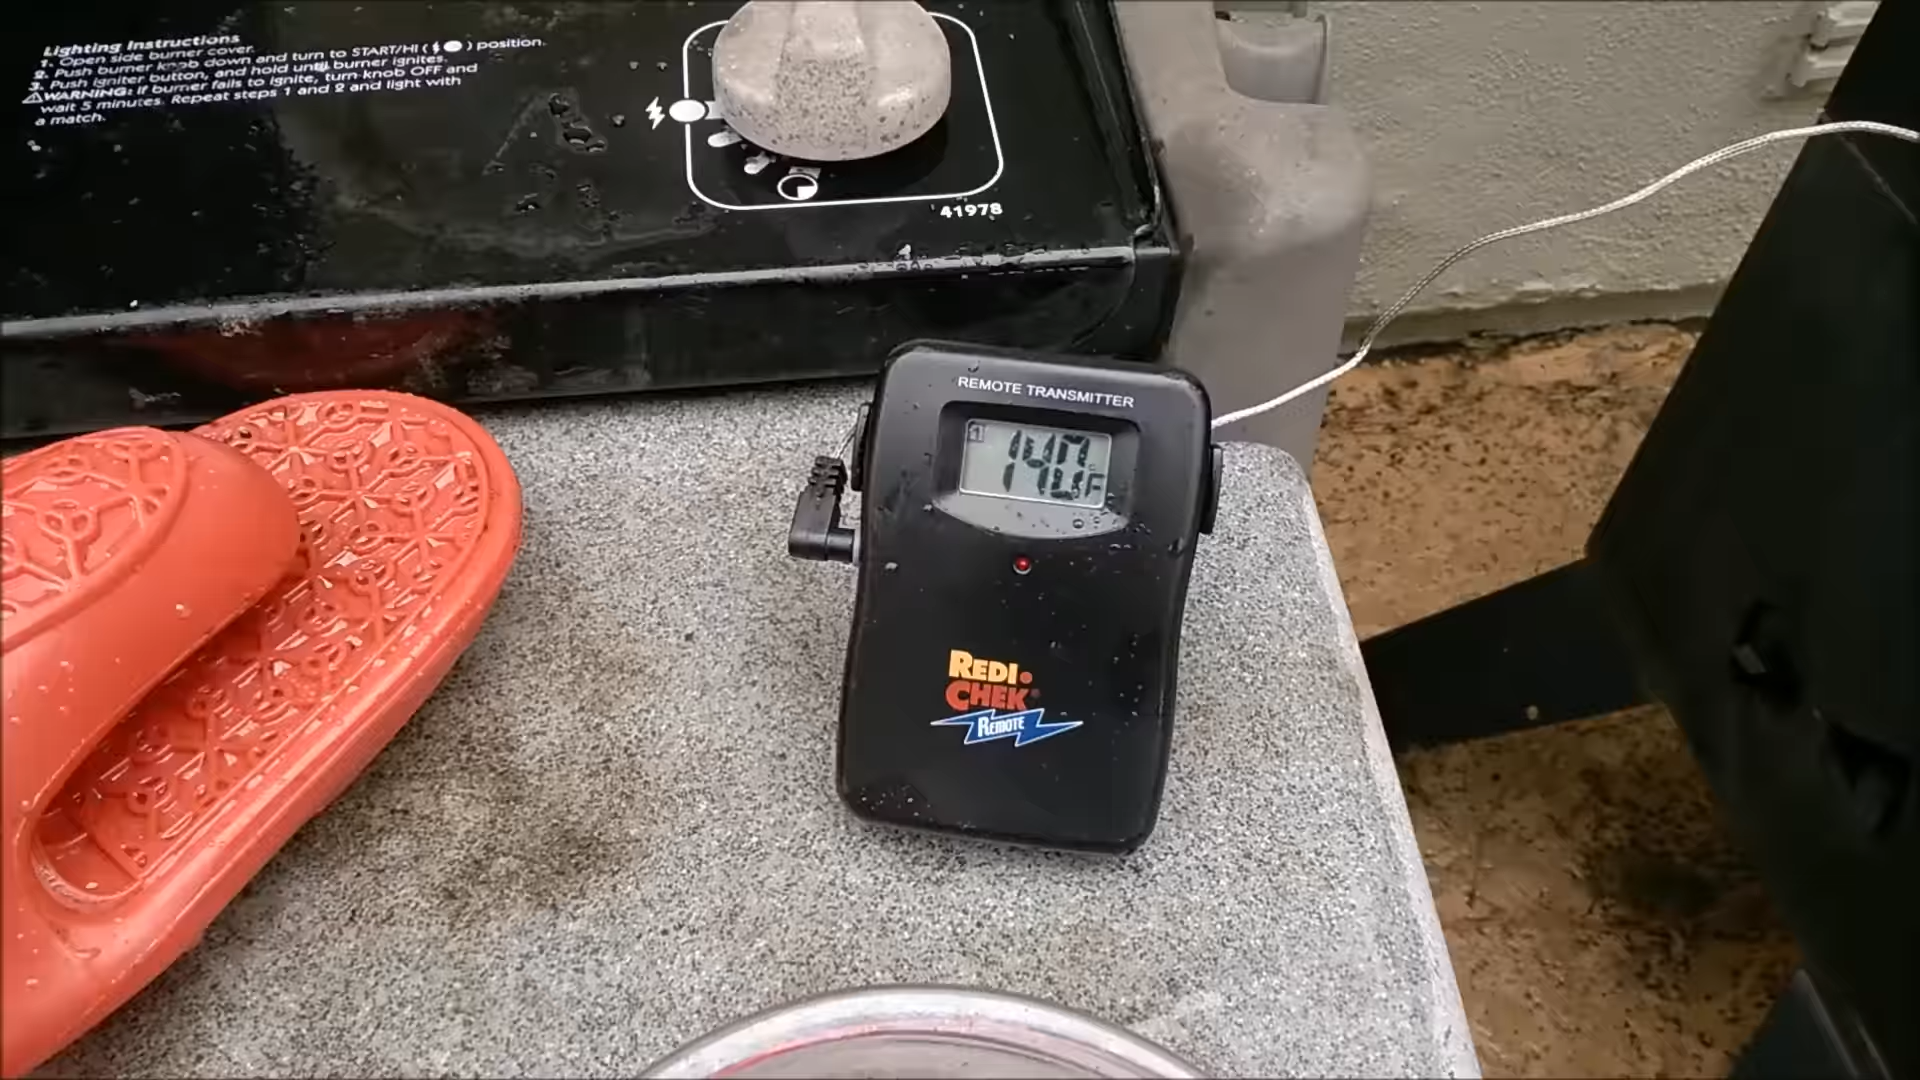 Lighting Instructions
1. Open side burner cover.
2. Push burner knob down and turn to START/HI ( ) position.
3. Push igniter button, and hold until burner ignites.
WARNING: If burner fails to ignite, turn knob OFF and
wait 5 minutes. Repeat steps 1 and 2 and light with
a match.
41978
REMOTE TRANSMITTER
1
140
°F
REDI•
CHEK®
REMOTE